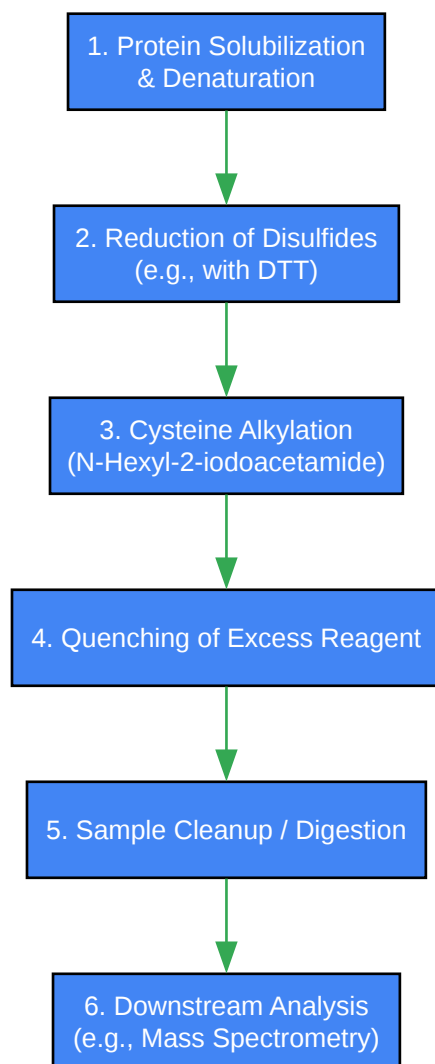 1. Protein Solubilization
& Denaturation
2. Reduction of Disulfides
(e.g., with DTT)
3. Cysteine Alkylation
(N-Hexyl-2-iodoacetamide)
4. Quenching of Excess Reagent
5. Sample Cleanup / Digestion
6. Downstream Analysis
(e.g., Mass Spectrometry)